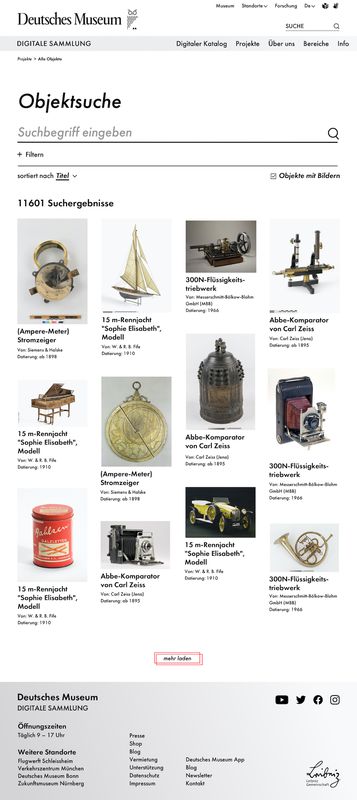 Museum Standorte Forschung De
Deutsches Museum
SUCHE
DIGITALE SAMMLUNG
Digitaler Katalog Projekte Über uns Bereiche Info
Projekte > Alle Objekte
Objektsuche
Suchbegriff eingeben
+ Filtern
sortiert nach Titel
Objekte mit Bildern
11601 Suchergebnisse
(Ampere-Meter)
Stromzeiger
Von: Siemens & Halske
Datierung: ab 1898
15 m-Rennjacht
"Sophie Elisabeth",
Modell
Von: W. & R. B. Fife
Datierung: 1910
300N-Flüssigkeits-
triebwerk
Von: Messerschmitt-Bölkow-Blohm
GmbH (MBB)
Datierung: 1966
Abbe-Komparator
von Carl Zeiss
Von: Carl Zeiss (Jena)
Datierung: ab 1895
15 m-Rennjacht
"Sophie Elisabeth",
Modell
Von: W. & R. B. Fife
Datierung: 1910
(Ampere-Meter)
Stromzeiger
Von: Siemens & Halske
Datierung: ab 1898
Abbe-Komparator
von Carl Zeiss
Von: Carl Zeiss (Jena)
Datierung: ab 1895
300N-Flüssigkeits-
triebwerk
Von: Messerschmitt-Bölkow-Blohm
GmbH (MBB)
Datierung: 1966
Bahlsen
15 m-Rennjacht
"Sophie Elisabeth",
Modell
Von: W. & R. B. Fife
Datierung: 1910
Abbe-Komparator
von Carl Zeiss
Von: Carl Zeiss (Jena)
Datierung: ab 1895
15 m-Rennjacht
"Sophie Elisabeth",
Modell
Von: W. & R. B. Fife
Datierung: 1910
300N-Flüssigkeits-
triebwerk
Von: Messerschmitt-Bölkow-Blohm
GmbH (MBB)
Datierung: 1966
mehr laden
Deutsches Museum
DIGITALE SAMMLUNG
Öffnungszeiten
Täglich 9 – 17 Uhr
Weitere Standorte
Flugwerft Schleissheim
Verkehrszentrum München
Deutsches Museum Bonn
Zukunftsmuseum Nürnberg
Presse
Shop
Blog
Vermietung
Unterstützung
Datenschutz
Impressum
Deutsches Museum App
Blog
Newsletter
Kontakt
Leibniz
Leibniz
Gemeinschaft